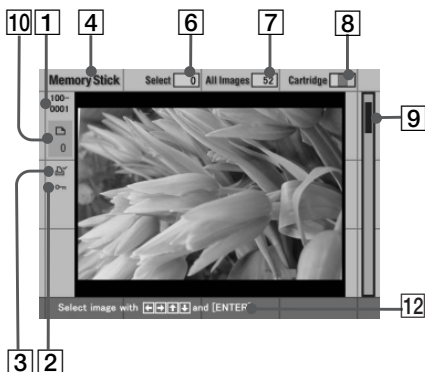 10 1 4 6 7 8
Memory Stick Select 0 All Images 52 Cartridge
100-
0001
9
0
Select image with ←→↑↓ and [ENTER]
12
3 2